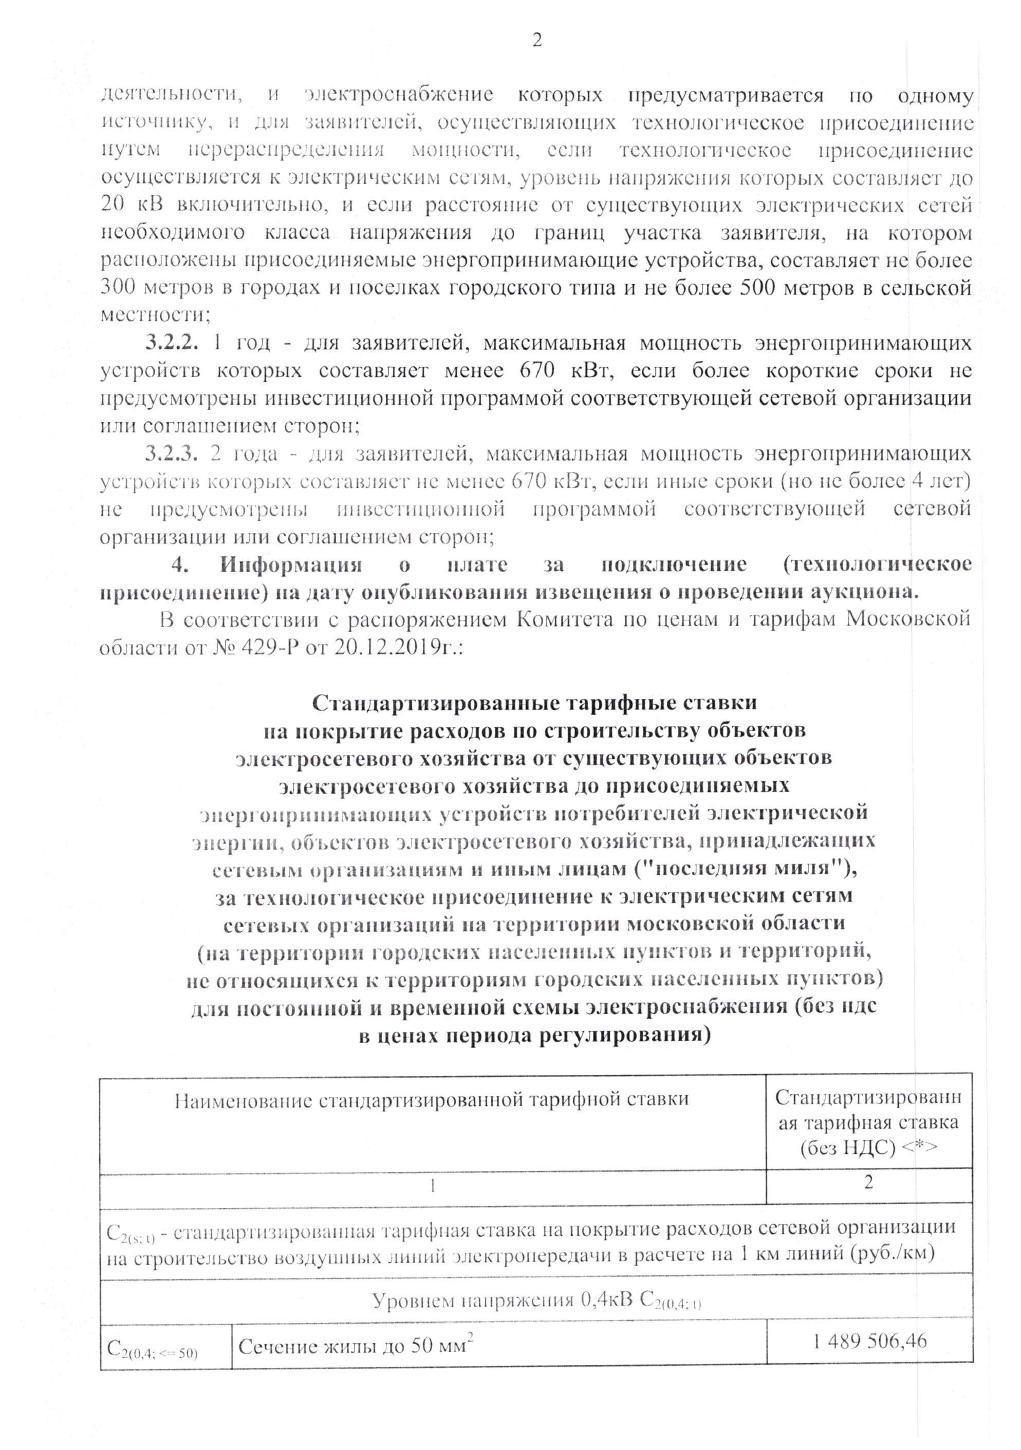 2
деятельности, и электроснабжение которых предусматривается по одному
источнику, и для заявителей, осуществляющих технологическое присоединение
путем перераспределения мощности, если технологическое присоединение
осуществляется к электрическим сетям, уровень напряжения которых составляет до
20 кВ включительно, и если расстояние от существующих электрических сетей
необходимого класса напряжения до границ участка заявителя, на котором
расположены присоединяемые энергопринимающие устройства, составляет не более
300 метров в городах и поселках городского типа и не более 500 метров в сельской
местности;
3.2.2. 1 год - для заявителей, максимальная мощность энергопринимающих
устройств которых составляет менее 670 кВт, если более короткие сроки не
предусмотрены инвестиционной программой соответствующей сетевой организации
или соглашением сторон;
3.2.3. 2 года - для заявителей, максимальная мощность энергопринимающих
устройств которых составляет не менее 670 кВт, если иные сроки (но не более 4 лет)
не предусмотрены инвестиционной программой соответствующей сетевой
организации или соглашением сторон;
4. Информация о плате за подключение (технологическое
присоединение) на дату опубликования извещения о проведении аукциона.
В соответствии с распоряжением Комитета по ценам и тарифам Московской
области от № 429-Р от 20.12.2019г.:
Стандартизированные тарифные ставки
на покрытие расходов по строительству объектов
электросетевого хозяйства от существующих объектов
электросетевого хозяйства до присоединяемых
энергопринимающих устройств потребителей электрической
энергии, объектов электросетевого хозяйства, принадлежащих
сетевым организациям и иным лицам ("последняя миля"),
за технологическое присоединение к электрическим сетям
сетевых организаций на территории московской области
(на территории городских населенных пунктов и территорий,
не относящихся к территориям городских населенных пунктов)
для постоянной и временной схемы электроснабжения (без ндс
в ценах периода регулирования)
Наименование стандартизированной тарифной ставки
Стандартизированн
ая тарифная ставка
(без НДС) <*>
1
2
C2(s; t) - стандартизированная тарифная ставка на покрытие расходов сетевой организации
на строительство воздушных линий электропередачи в расчете на 1 км линий (руб./км)
Уровнем напряжения 0,4кВ C2(0,4; t)
C2(0,4; <= 50)
Сечение жилы до 50 мм2
1 489 506,46